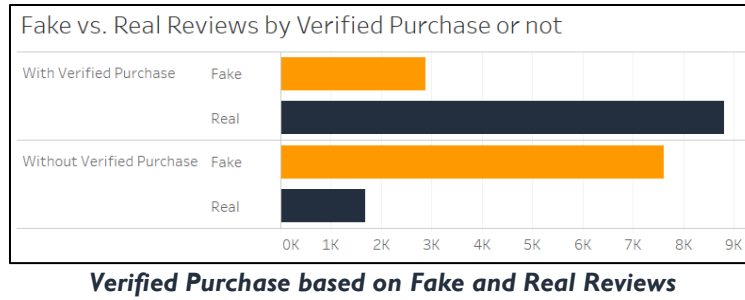 Fake vs. Real Reviews by Verified Purchase or not
With Verified Purchase Fake
Real
Without Verified Purchase Fake
Real
0K 1K 2K 3K 4K 5K 6K 7K 8K 9K
Verified Purchase based on Fake and Real Reviews